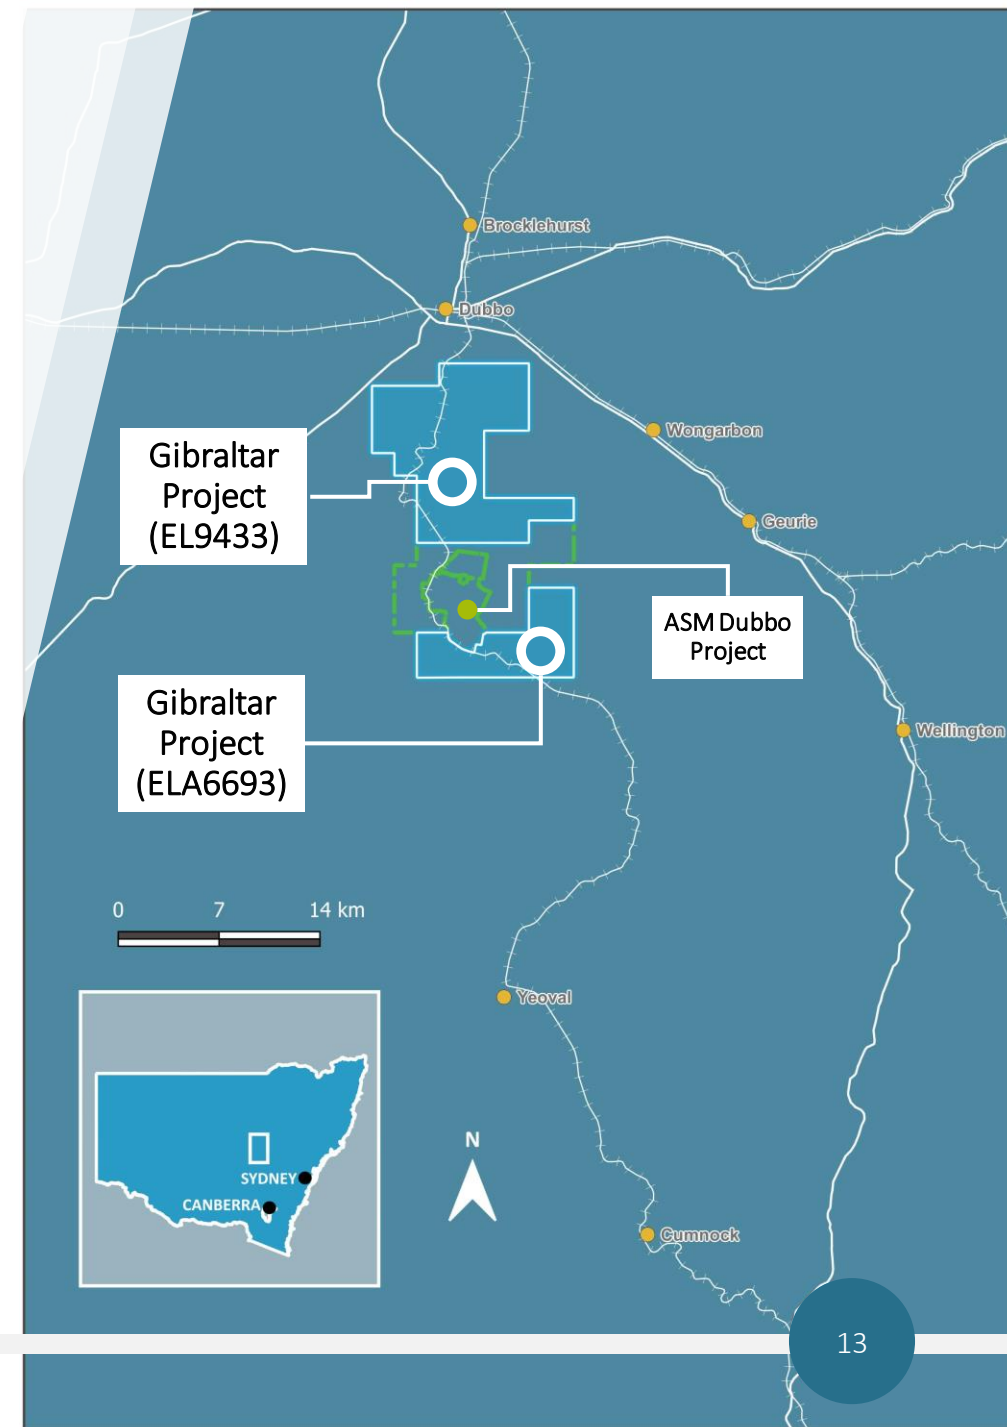 Brocklehurst
Dubbo
Wongarbon
Gibraltar
Project
(EL9433)
Geurie
ASM Dubbo
Project
Gibraltar
Project
(ELA6693)
Wellington
0 7 14 km
Yeoval
N
SYDNEY
CANBERRA
Cumnock
13